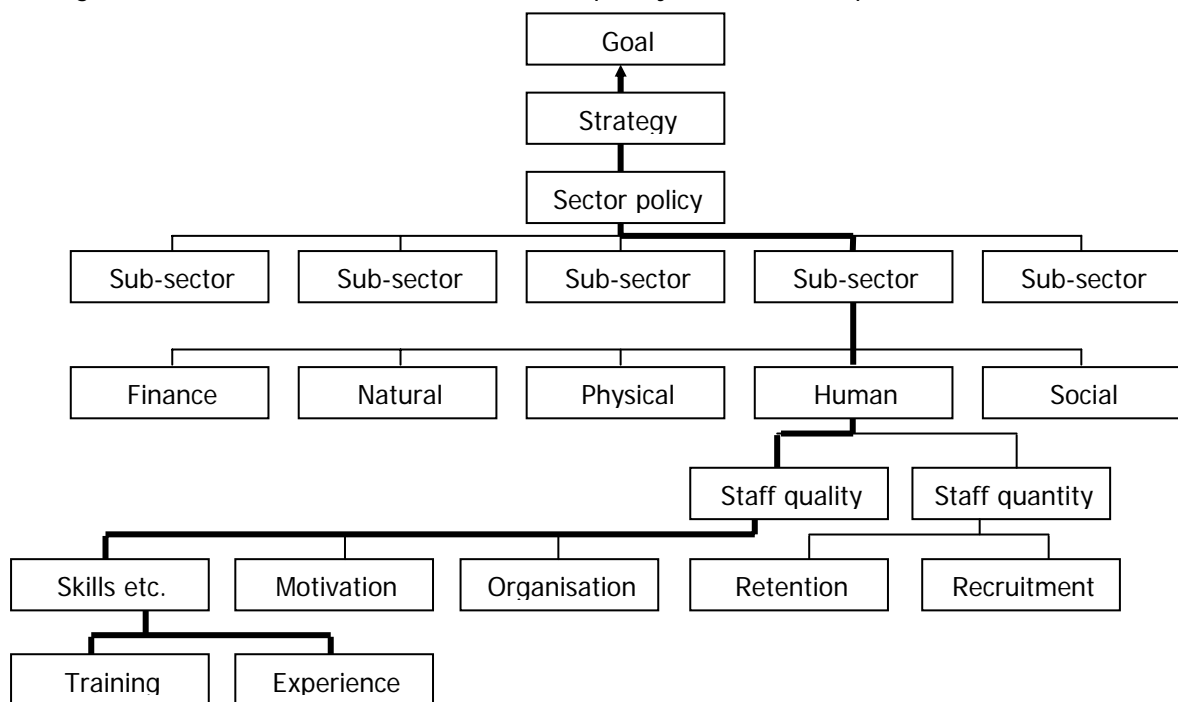 Goal
Strategy
Sector policy
Sub-sector Sub-sector Sub-sector Sub-sector Sub-sector
Finance Natural Physical Human Social
Staff quality Staff quantity
Skills etc. Motivation Organisation Retention Recruitment
Training Experience